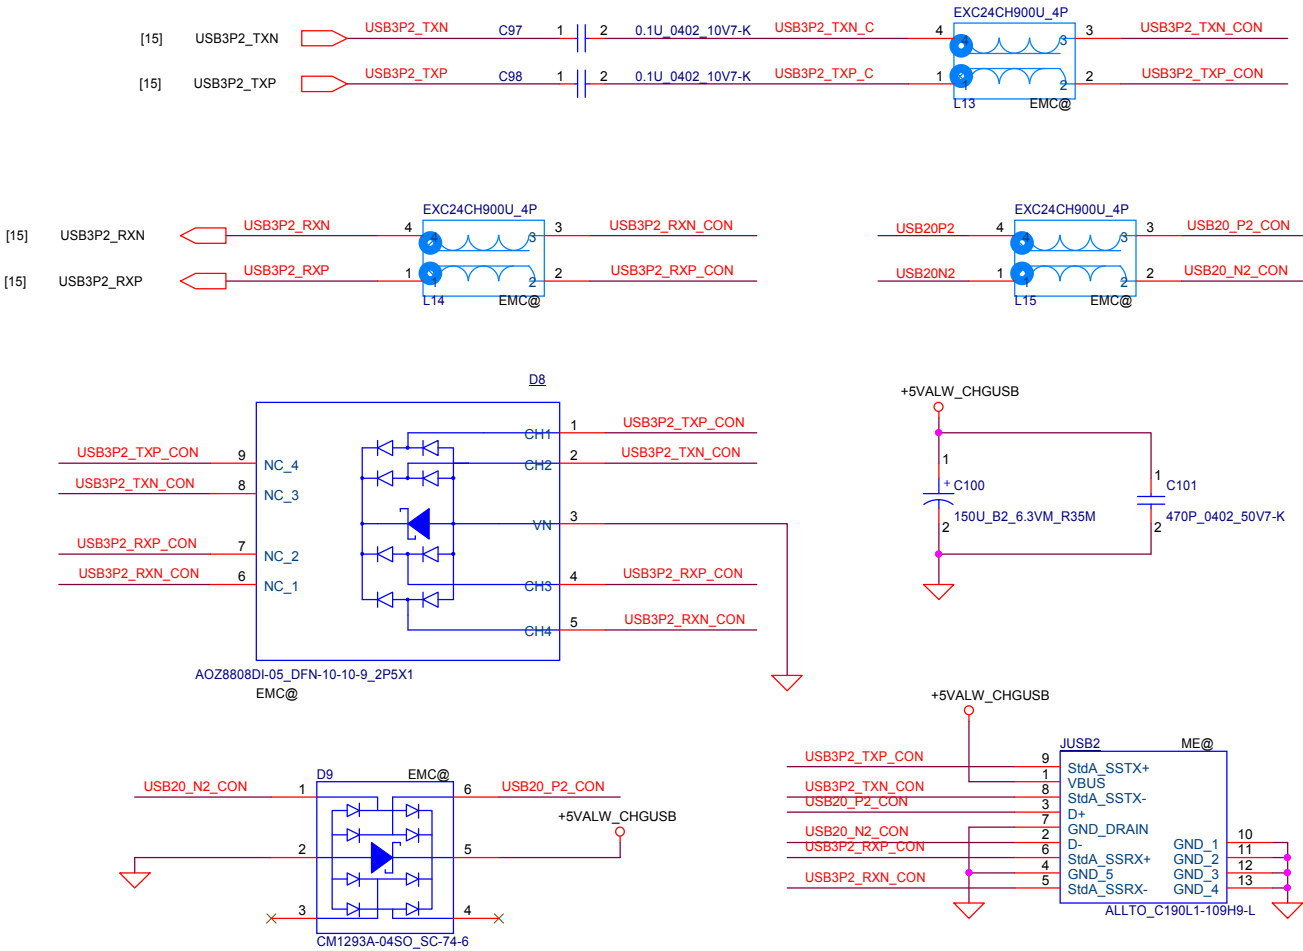 EXC24CH900U_4P
[15] USB3P2_TXN USB3P2_TXN C97 1 2 0.1U_0402_10V7-K USB3P2_TXN_C 4 4 3 3 USB3P2_TXN_CON
[15] USB3P2_TXP USB3P2_TXP C98 1 2 0.1U_0402_10V7-K USB3P2_TXP_C 1 1 2 2 USB3P2_TXP_CON
L13 EMC@
EXC24CH900U_4P EXC24CH900U_4P
[15] USB3P2_RXN USB3P2_RXN 4 4 3 3 USB3P2_RXN_CON USB20P2 4 4 3 3 USB20_P2_CON
[15] USB3P2_RXP USB3P2_RXP 1 1 2 2 USB3P2_RXP_CON USB20N2 1 1 2 2 USB20_N2_CON
L14 EMC@ L15 EMC@
D8
CH1 1 USB3P2_TXP_CON
USB3P2_TXP_CON 9 NC_4 CH2 2 USB3P2_TXN_CON
USB3P2_TXN_CON 8 NC_3
VN 3
USB3P2_RXP_CON 7 NC_2
USB3P2_RXN_CON 6 NC_1 CH3 4 USB3P2_RXP_CON
CH4 5 USB3P2_RXN_CON
AOZ8808DI-05_DFN-10-10-9_2P5X1
EMC@
+5VALW_CHGUSB
1 1
+ C100 C101
150U_B2_6.3VM_R35M 470P_0402_50V7-K
2 2
D9 EMC@
USB20_N2_CON 1 6 USB20_P2_CON
+5VALW_CHGUSB
2 5
3 4
CM1293A-04SO_SC-74-6
+5VALW_CHGUSB
JUSB2 ME@
USB3P2_TXP_CON 9 StdA_SSTX+
1 VBUS
USB3P2_TXN_CON 8 StdA_SSTX-
USB20_P2_CON 3 D+
7 GND_DRAIN
USB20_N2_CON 2 D- GND_1 10
USB3P2_RXP_CON 6 StdA_SSRX+ GND_2 11
4 GND_5 GND_3 12
USB3P2_RXN_CON 5 StdA_SSRX- GND_4 13
ALLTO_C190L1-109H9-L